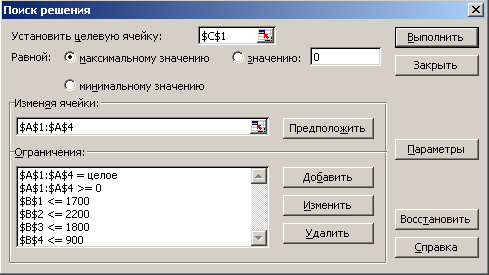 Поиск решения
Установить целевую ячейку: $C$1 Выполнить
Равной: максимальному значению значению: 0 Закрыть
минимальному значению
Изменяя ячейки:
$A$1:$A$4 Предположить
Ограничения: Параметры
$A$1:$A$4 = целое Добавить
$A$1:$A$4 >= 0
$B$1 <= 1700 Изменить
$B$2 <= 2200 Восстановить
$B$3 <= 1800 Удалить
$B$4 <= 900 Справка